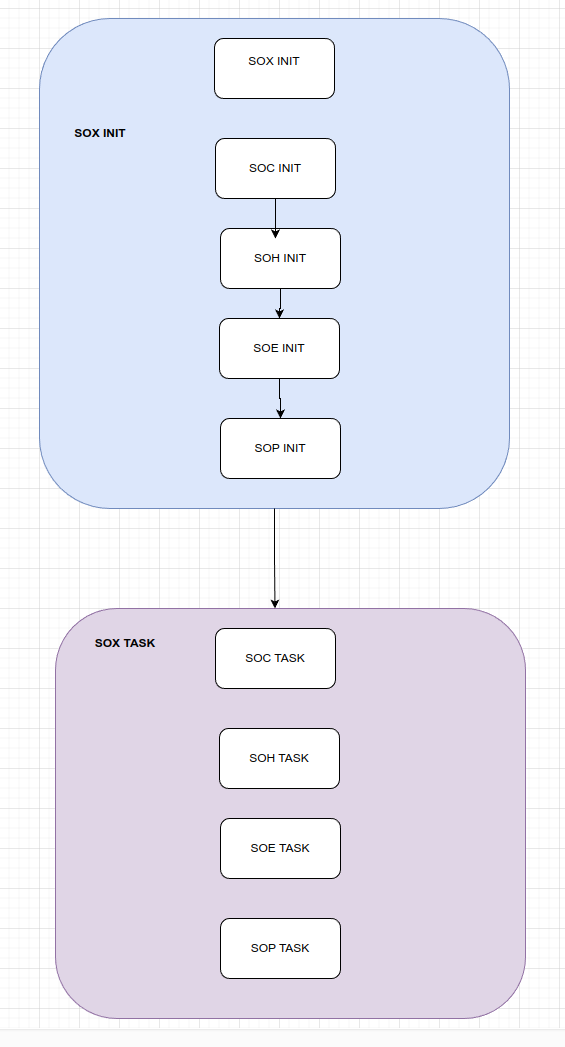 SOX INIT
SOX INIT
SOC INIT
SOH INIT
SOE INIT
SOP INIT
SOX TASK
SOC TASK
SOH TASK
SOE TASK
SOP TASK